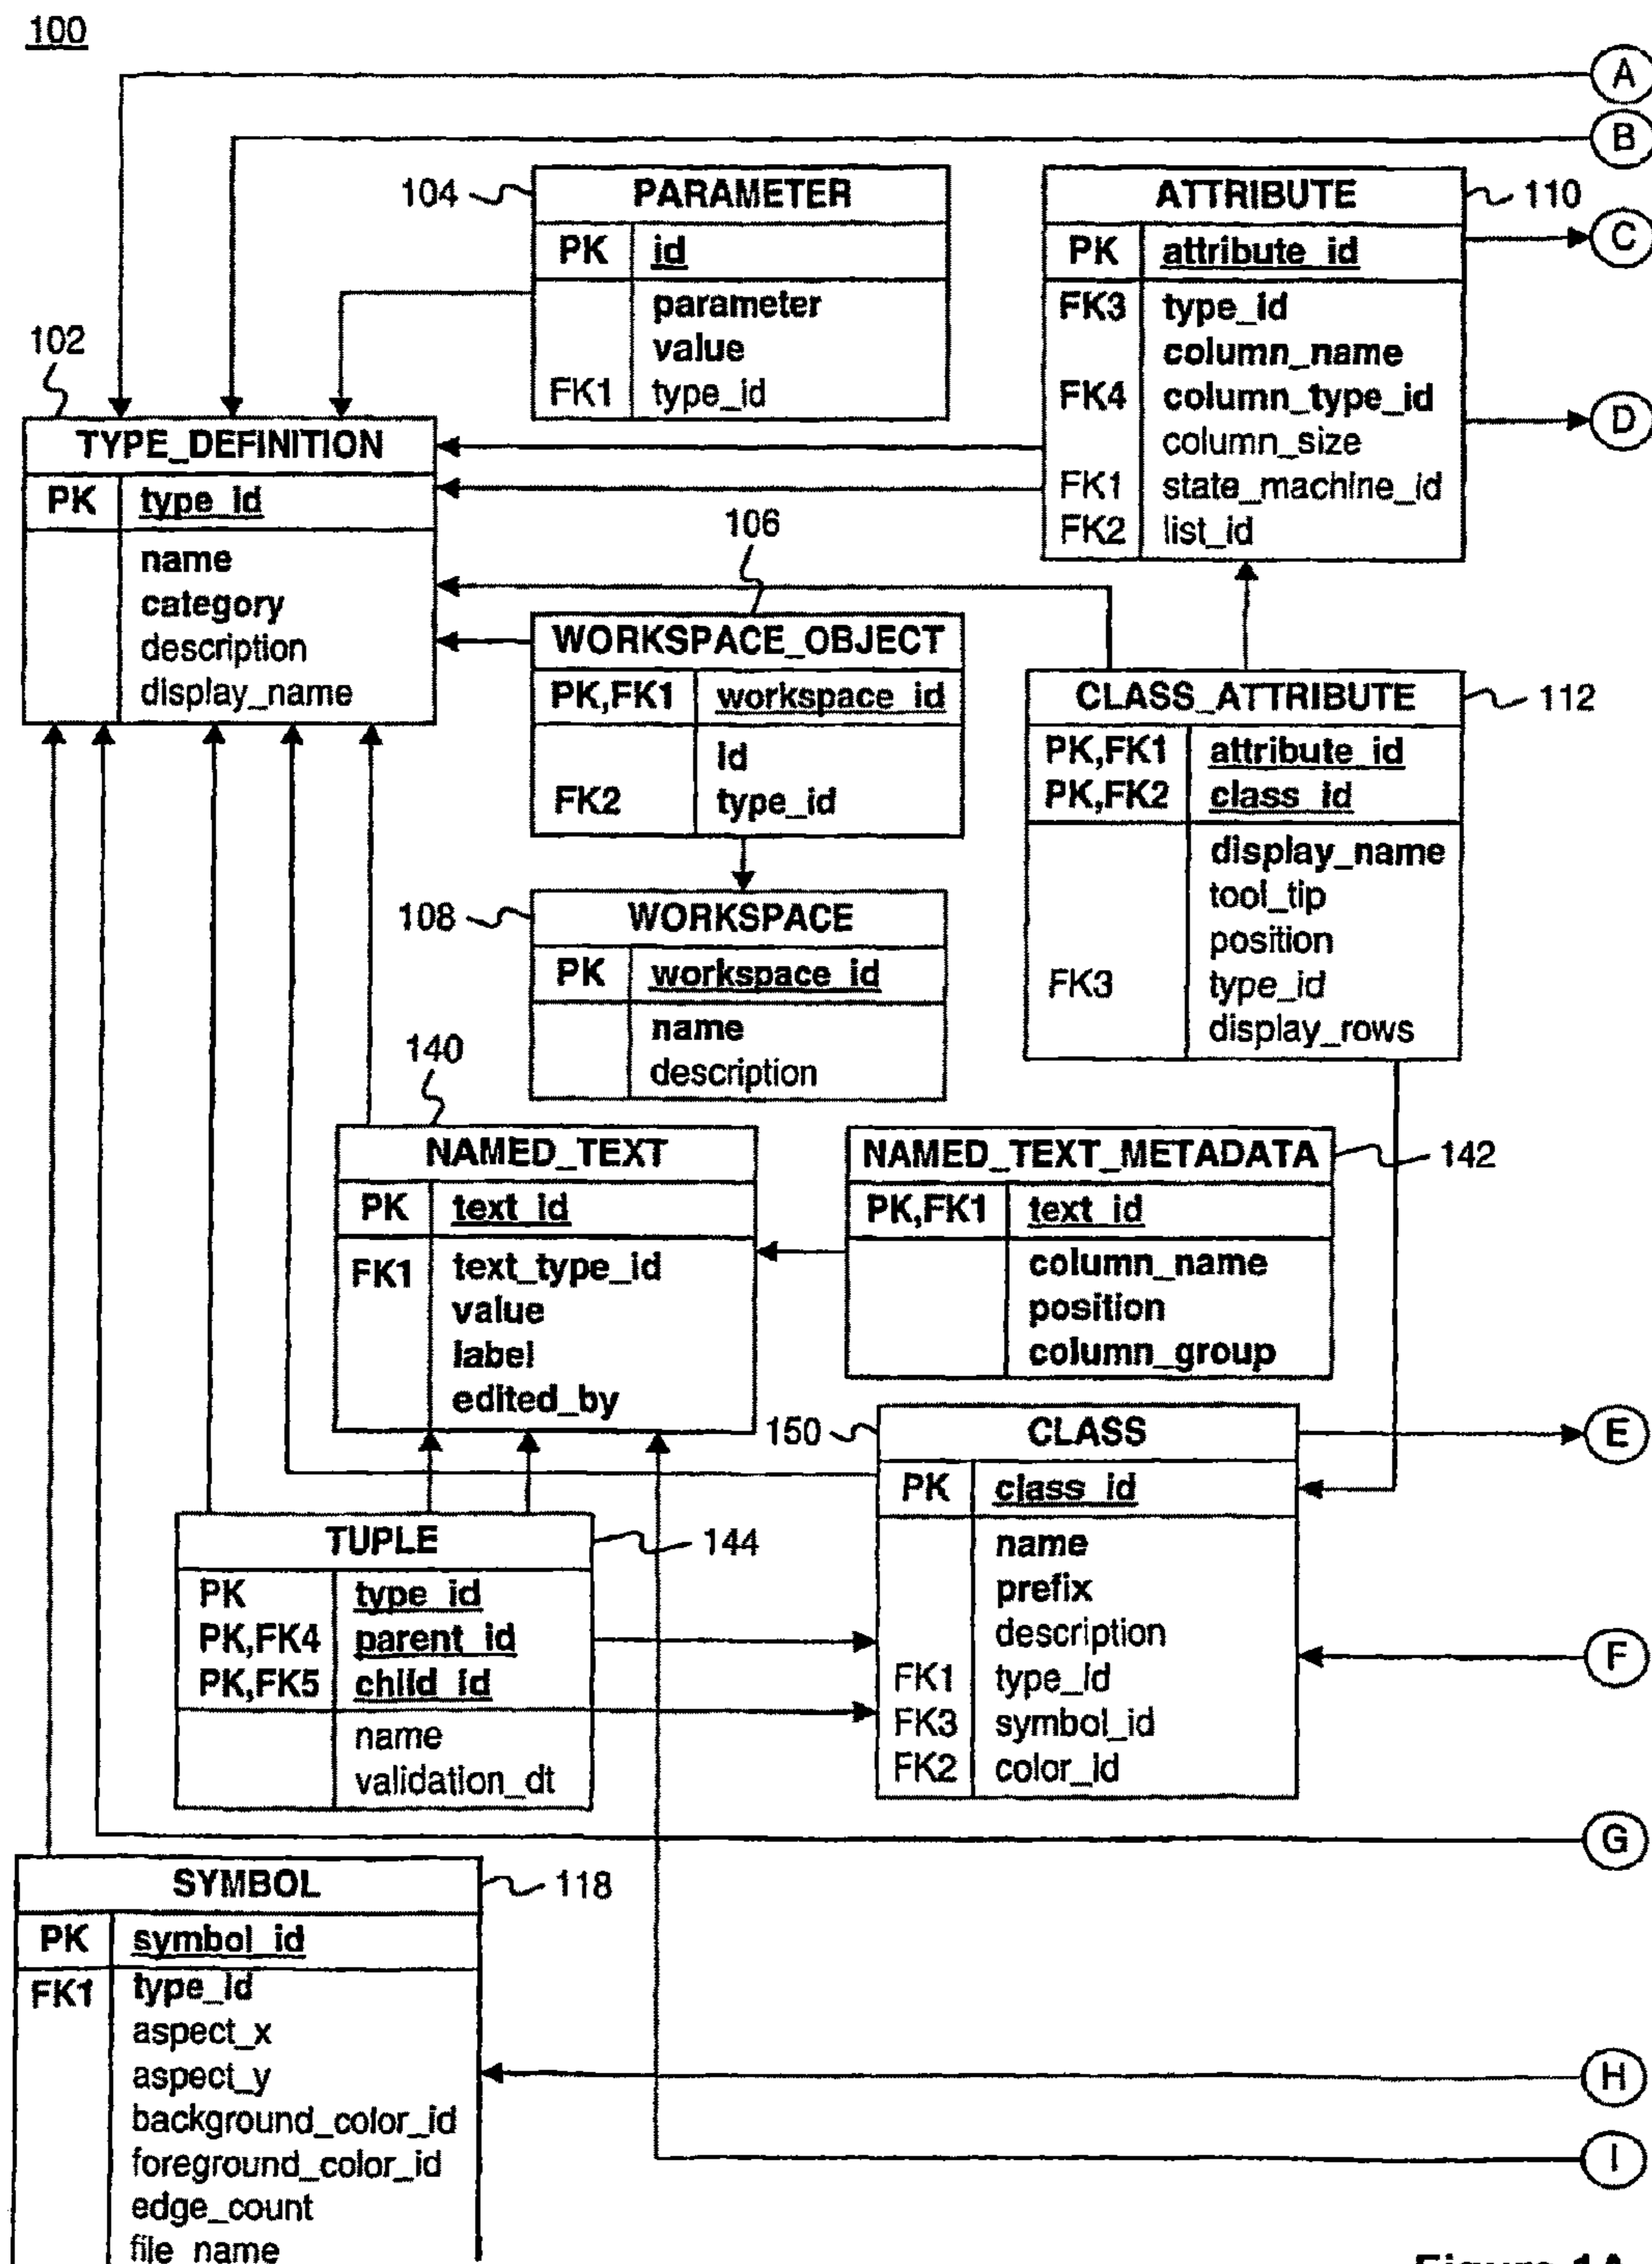 100
A
B
104
PARAMETER
PK id
parameter
value
FK1 type_id
ATTRIBUTE
110
PK attribute_id
FK3 type_id
column_name
FK4 column_type_id
column_size
FK1 state_machine_id
FK2 list_id
C
D
102
TYPE_DEFINITION
PK type_id
name
category
description
display_name
106
WORKSPACE_OBJECT
PK,FK1 workspace_id
id
FK2 type_id
CLASS_ATTRIBUTE
112
PK,FK1 attribute_id
PK,FK2 class_id
display_name
tool_tip
position
FK3 type_id
display_rows
108
WORKSPACE
PK workspace_id
name
description
140
NAMED_TEXT
PK text_id
FK1 text_type_id
value
label
edited_by
NAMED_TEXT_METADATA
142
PK,FK1 text_id
column_name
position
column_group
150
CLASS
PK class_id
name
prefix
description
FK1 type_id
FK3 symbol_id
FK2 color_id
E
F
TUPLE
144
PK type_id
PK,FK4 parent_id
PK,FK5 child_id
name
validation_dt
G
SYMBOL
118
PK symbol_id
FK1 type_id
aspect_x
aspect_y
background_color_id
foreground_color_id
edge_count
file_name
H
I
Figure 1A